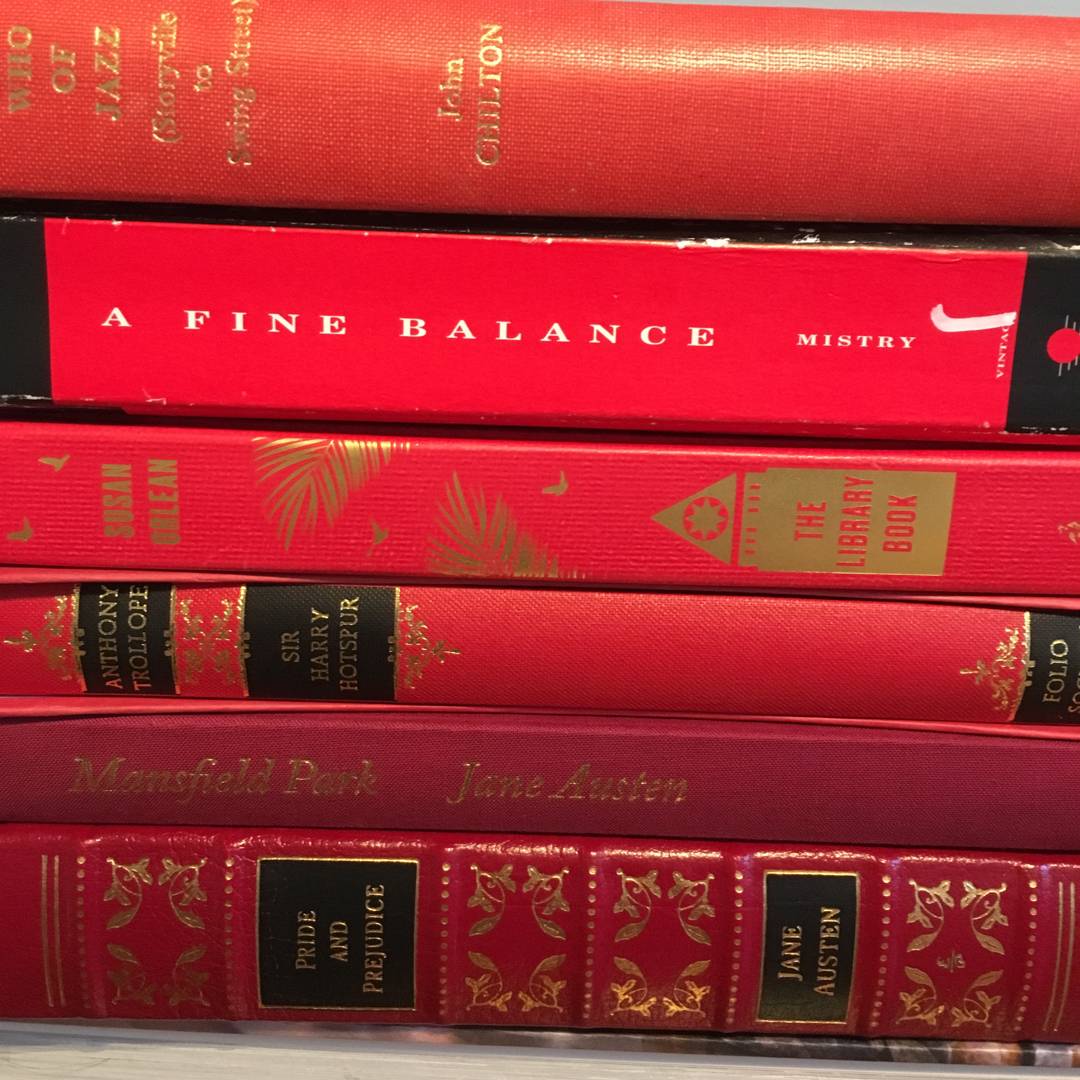 WHO
OF
JAZZ
(Storyville
to
Swing Street)
John
CHILTON
A FINE BALANCE MISTRY
VINTAG
SUSAN
ORLEAN
THE
LIBRARY
BOOK
ANTHONY
TROLLOPE
SIR
HARRY
HOTSPUR
FOLIO
Mansfield Park Jane Austen
PRIDE
AND
PREJUDICE
JANE
AUSTEN